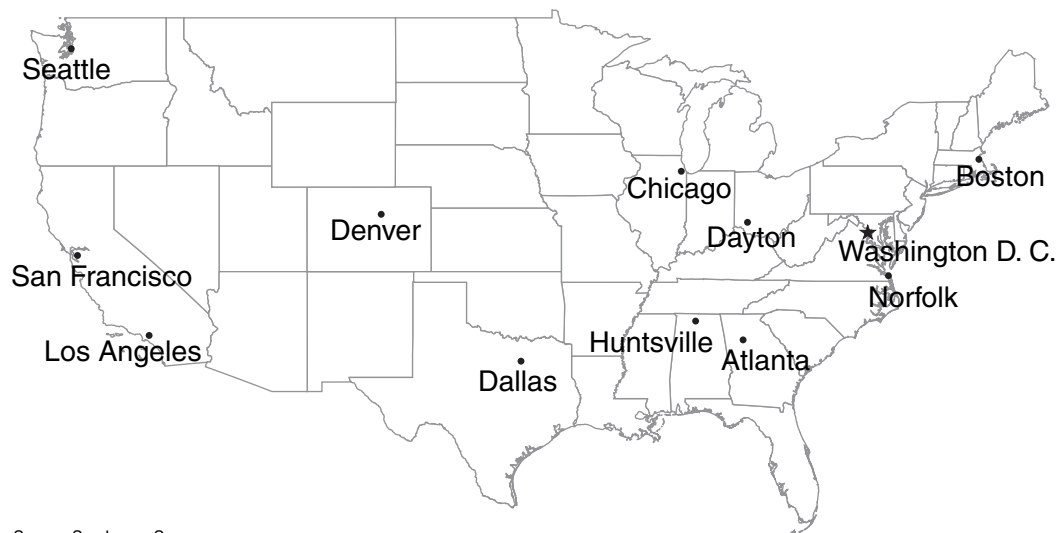 Seattle
Boston
Chicago
Denver
Dayton
Washington D. C.
San Francisco
Norfolk
Huntsville
Los Angeles
Atlanta
Dallas